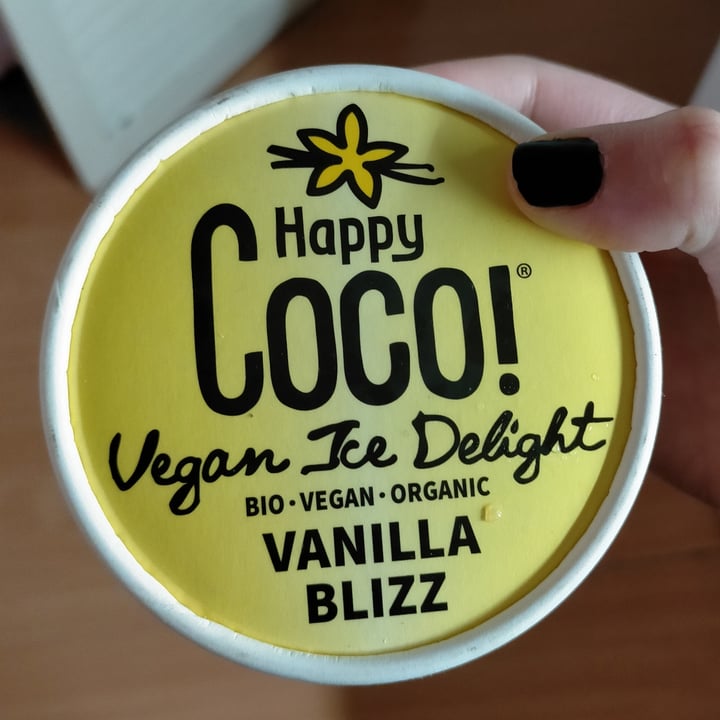 Happy
COCO!®
Vegan Ice Delight
BIO · VEGAN · ORGANIC
VANILLA
BLIZZ